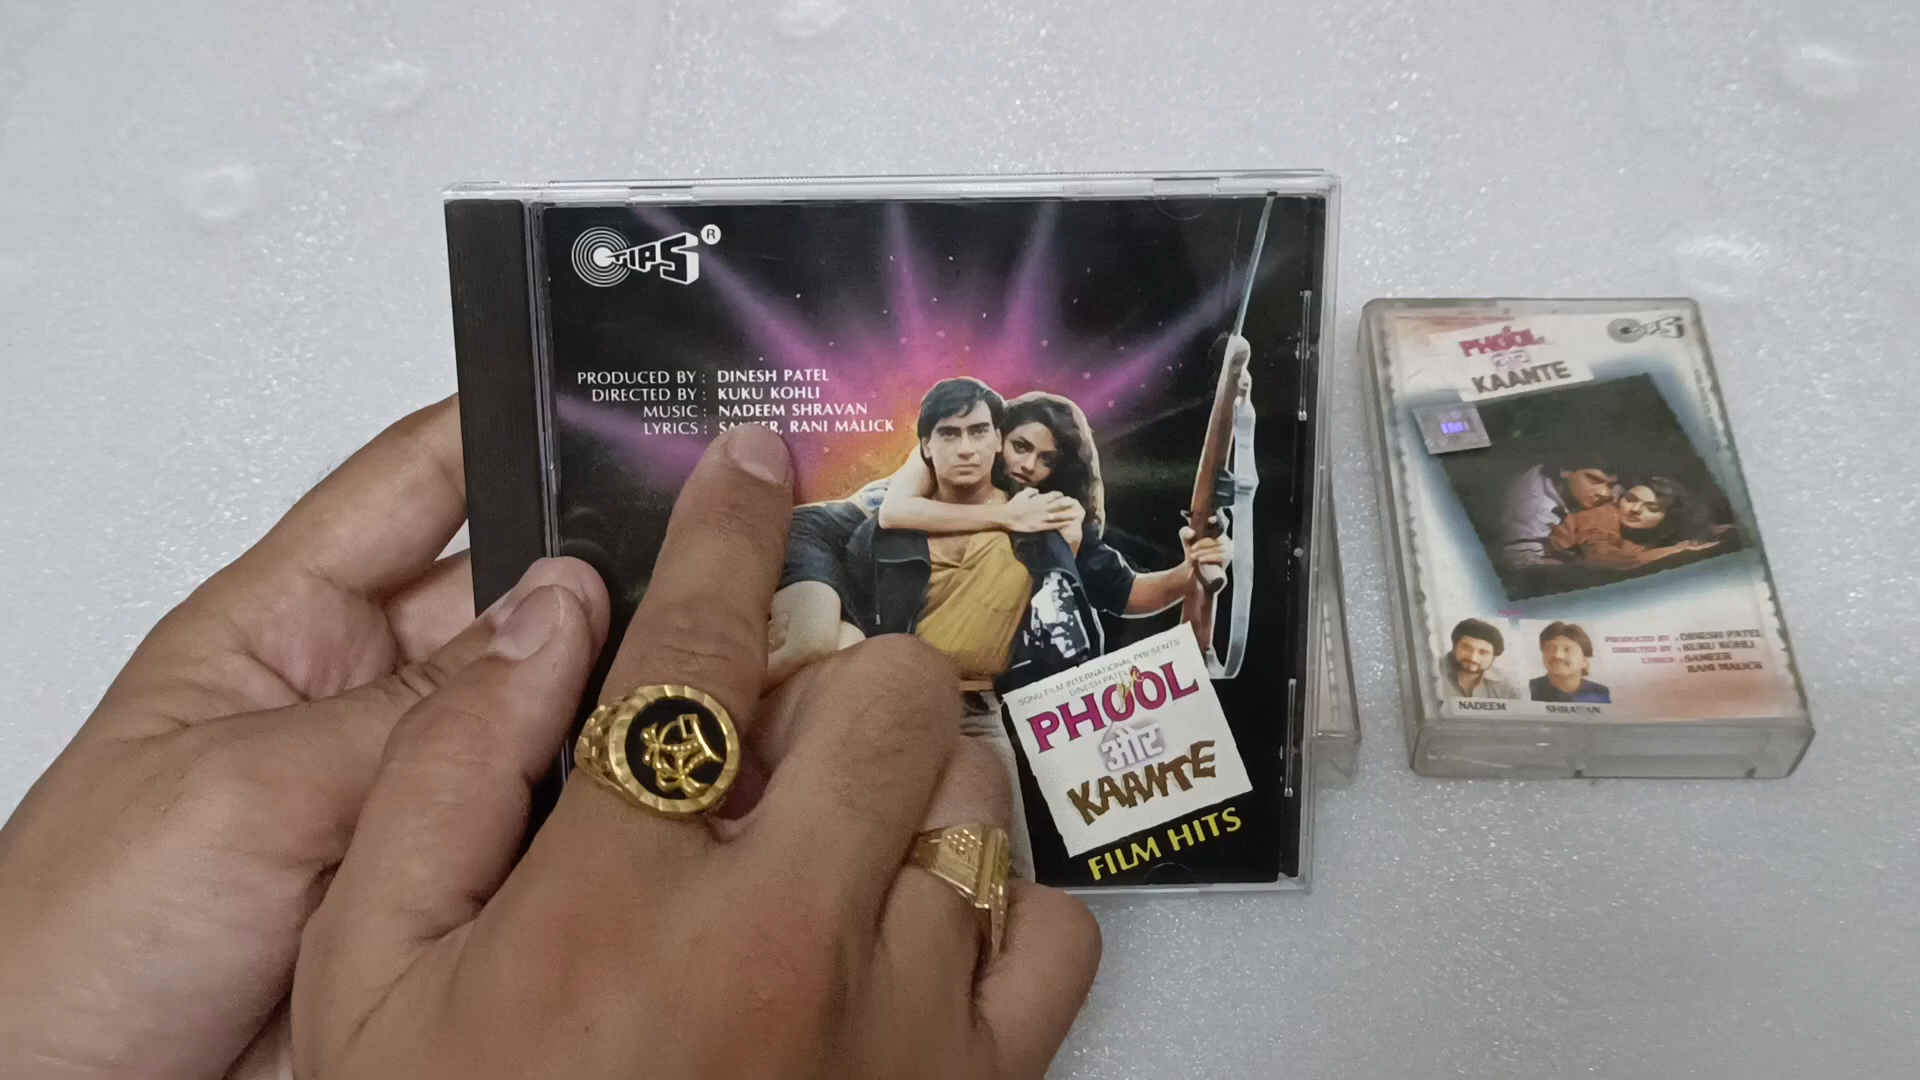 TIPS ®
PRODUCED BY : DINESH PATEL
DIRECTED BY : KUKU KOHLI
MUSIC : NADEEM SHRAVAN
LYRICS : SAMEER, RANI MALICK
SONU FILM INTERNATIONAL PRESENTS
DINESH PATEL'S
PHOOL
और
KAANTE
FILM HITS
PHOOL
और
KAANTE
TIPS
NADEEM
SHRAVAN
PRODUCED BY : DINESH PATEL
DIRECTED BY : KUKU KOHLI
LYRICS : SAMEER
RANI MALICK